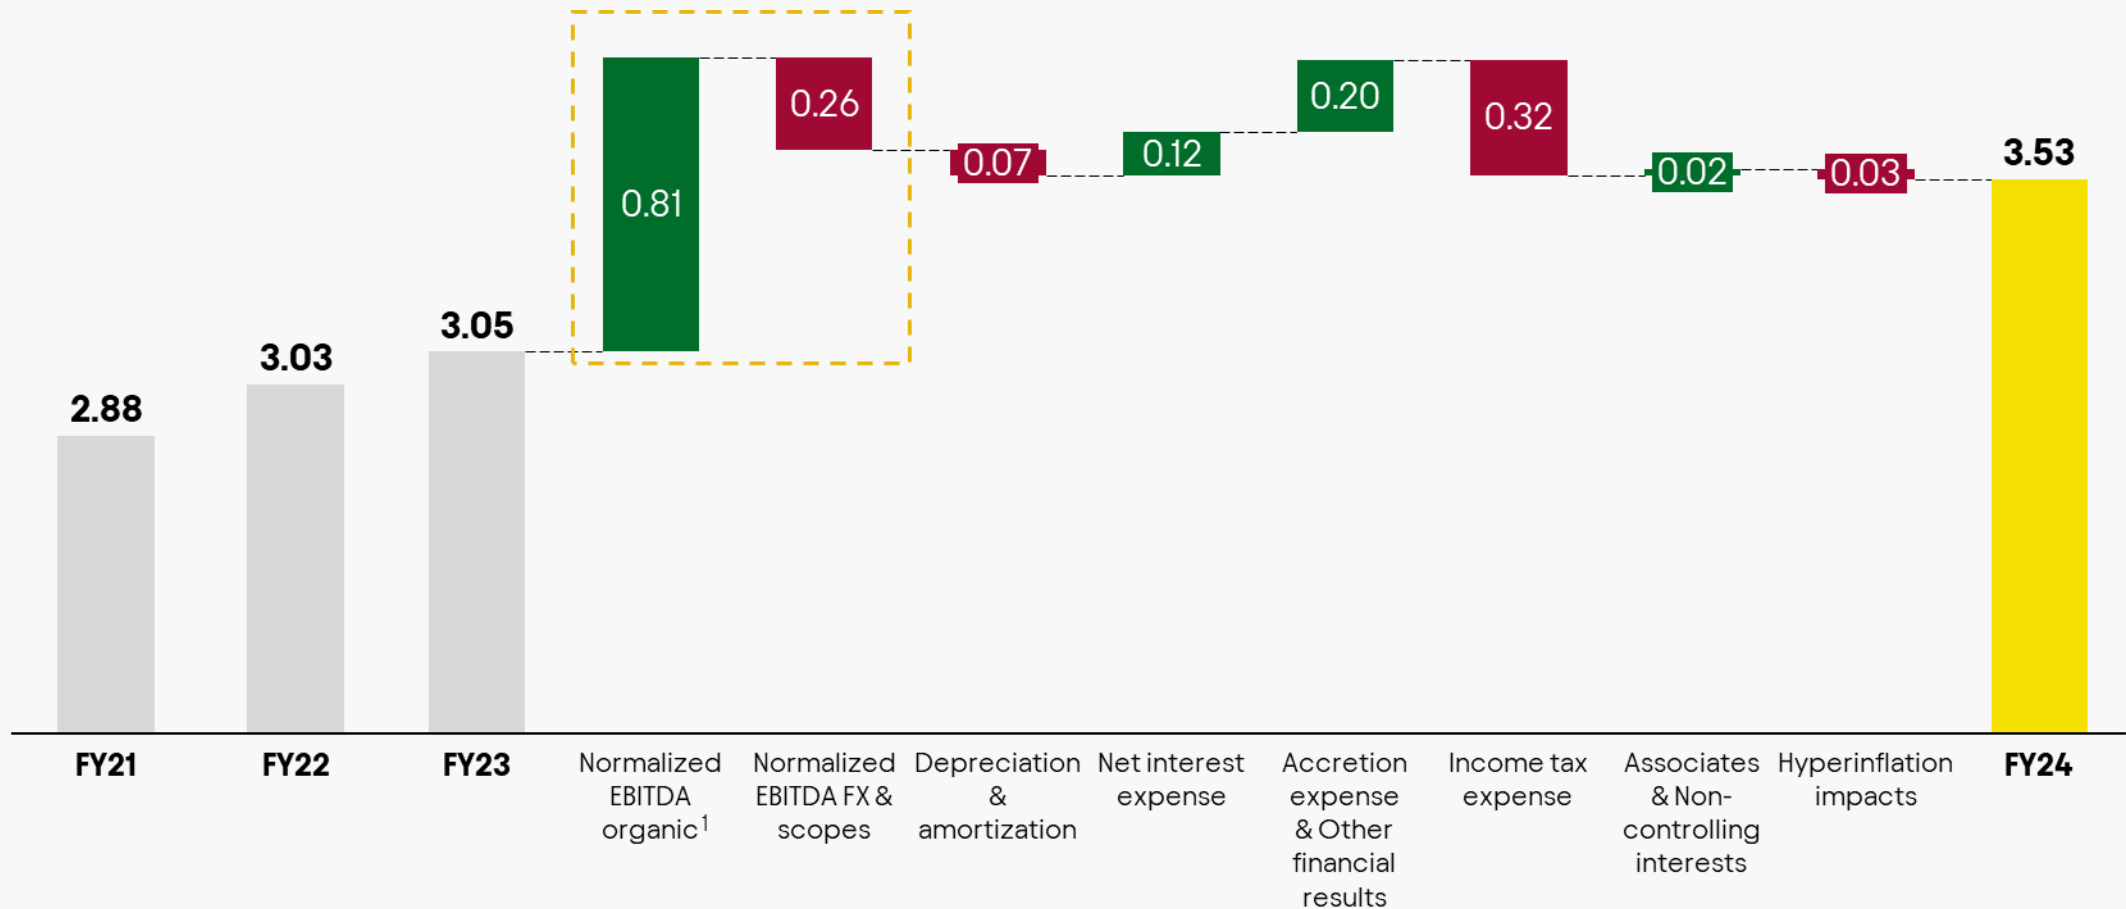 0.81
0.26
0.07
0.12
0.20
0.32
0.02
0.03
3.53
3.05
3.03
2.88
FY21
FY22
FY23
Normalized
EBITDA
organic¹
Normalized
EBITDA FX &
scopes
Depreciation
&
amortization
Net interest
expense
Accretion
expense
& Other
financial
results
Income tax
expense
Associates
& Non-
controlling
interests
Hyperinflation
impacts
FY24